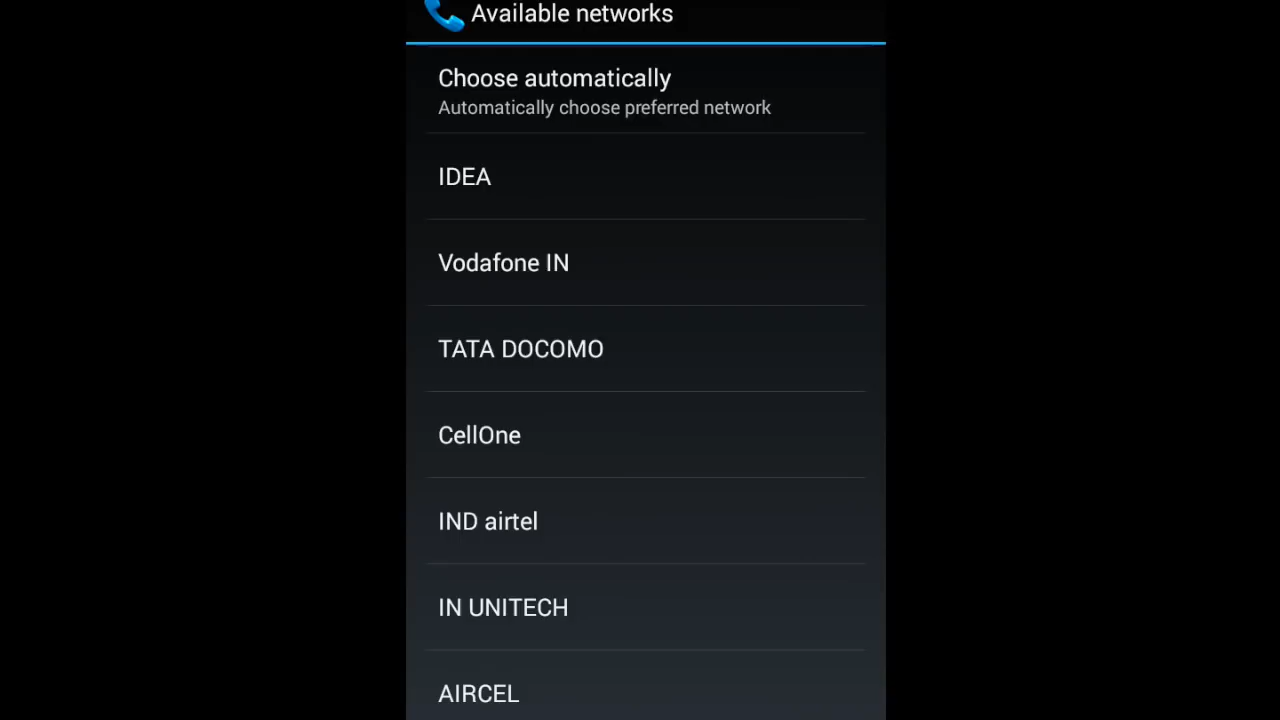 Available networks
Choose automatically
Automatically choose preferred network
IDEA
Vodafone IN
TATA DOCOMO
CellOne
IND airtel
IN UNITECH
AIRCEL